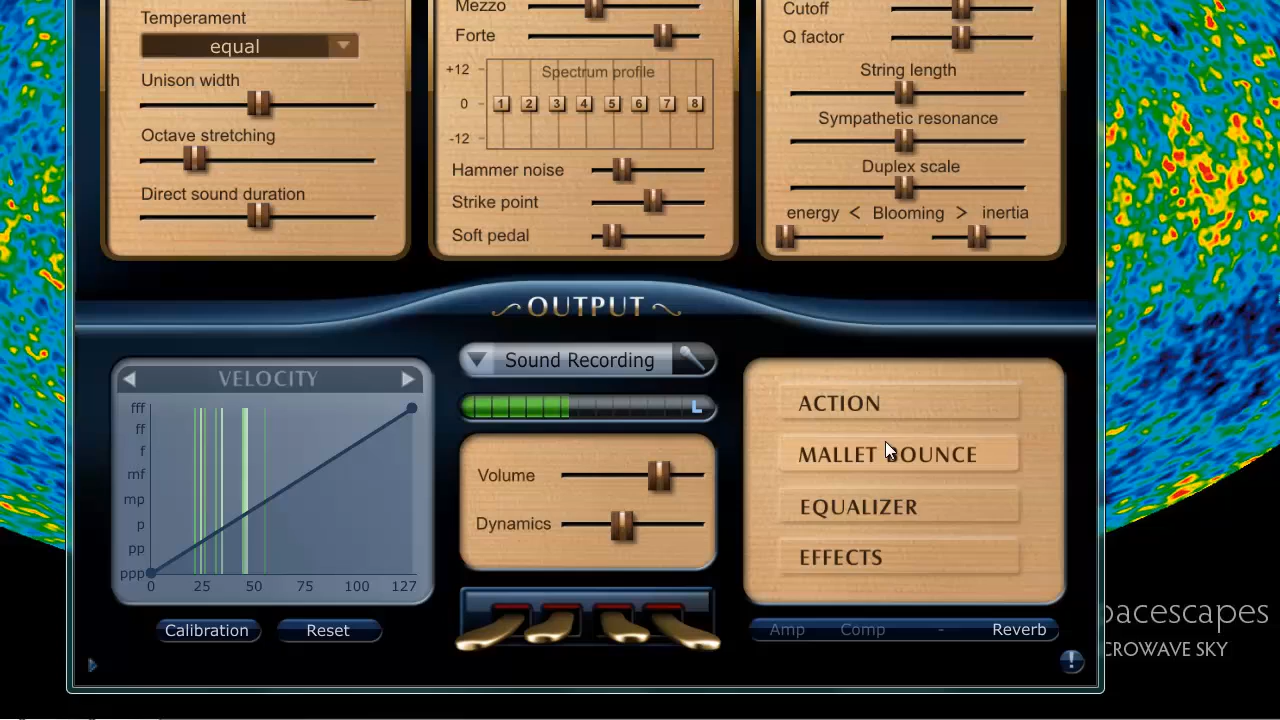 Temperament
equal
Unison width
Octave stretching
Direct sound duration
Mezzo
Forte
+12
Spectrum profile
0
1 2 3 4 5 6 7 8
-12
Hammer noise
Strike point
Soft pedal
Cutoff
Q factor
String length
Sympathetic resonance
Duplex scale
energy < Blooming > inertia
OUTPUT
VELOCITY
fff
ff
f
mf
mp
p
pp
ppp
0 25 50 75 100 127
Calibration Reset
Sound Recording
L
Volume
Dynamics
ACTION
MALLET BOUNCE
EQUALIZER
EFFECTS
Amp Comp - Reverb
!
pacescapes
CROWAVE SKY